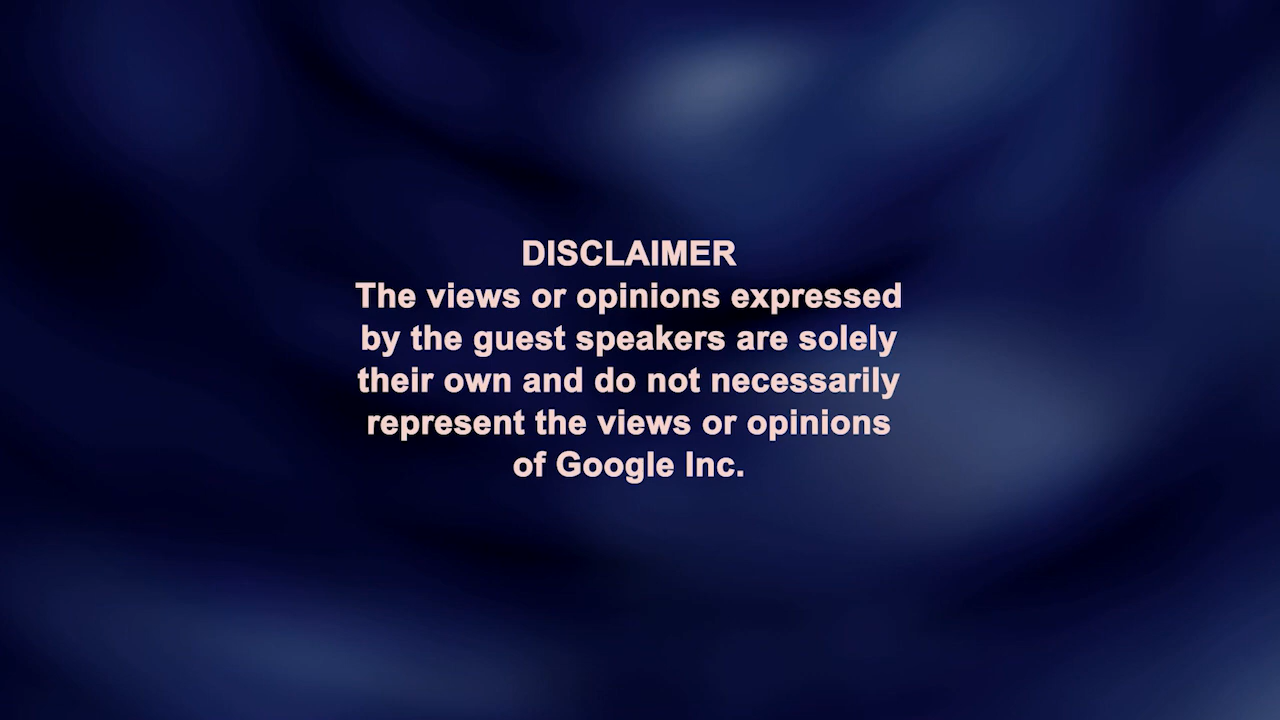 DISCLAIMER
The views or opinions expressed
by the guest speakers are solely
their own and do not necessarily
represent the views or opinions
of Google Inc.